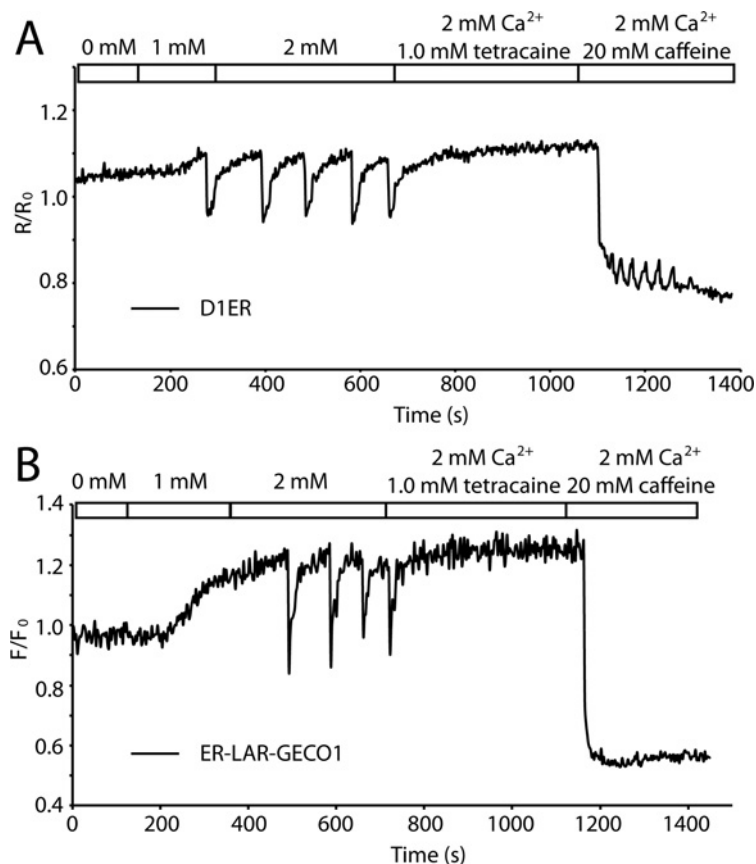 A
0 mM 1 mM 2 mM 2 mM Ca²⁺ 1.0 mM tetracaine 2 mM Ca²⁺ 20 mM caffeine
1.2
1.0
0.8
0.6
R/R₀
D1ER
0 200 400 600 800 1000 1200 1400
Time (s)
B
0 mM 1 mM 2 mM 2 mM Ca²⁺ 1.0 mM tetracaine 2 mM Ca²⁺ 20 mM caffeine
1.4
1.2
1.0
0.8
0.6
0.4
F/F₀
ER-LAR-GECO1
0 200 400 600 800 1000 1200 1400
Time (s)